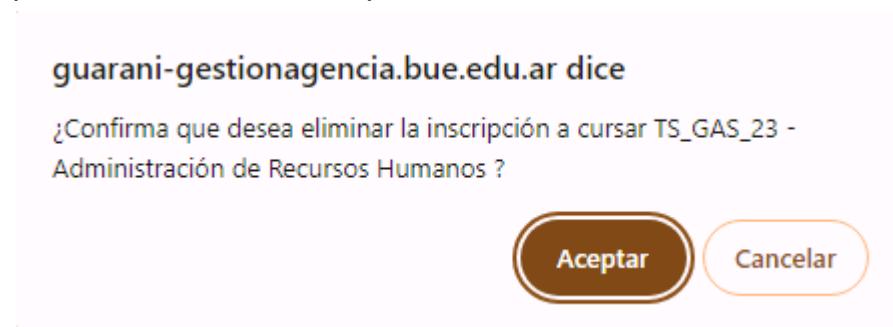 guarani-gestionagencia.bue.edu.ar dice
¿Confirma que desea eliminar la inscripción a cursar TS_GAS_23 -
Administración de Recursos Humanos ?
Aceptar
Cancelar